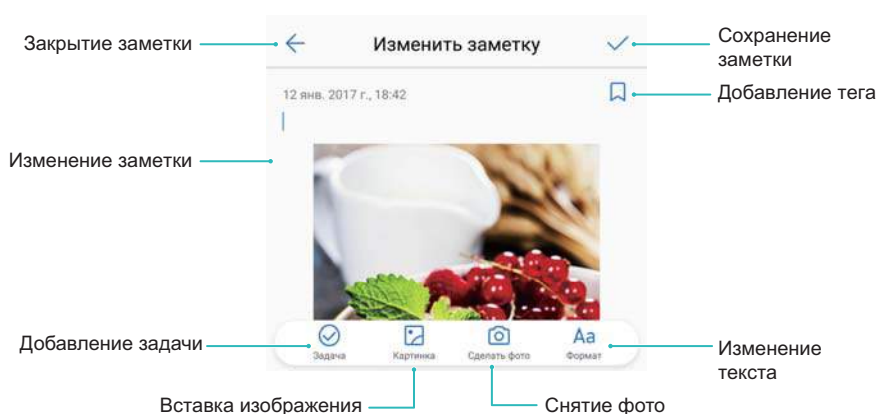 Закрытие заметки
Изменить заметку
Сохранение
заметки
12 янв. 2017 г., 18:42
Добавление тега
Изменение заметки
Добавление задачи
Задача
Картинка
Сделать фото
Aa
Формат
Изменение
текста
Вставка изображения
Снятие фото